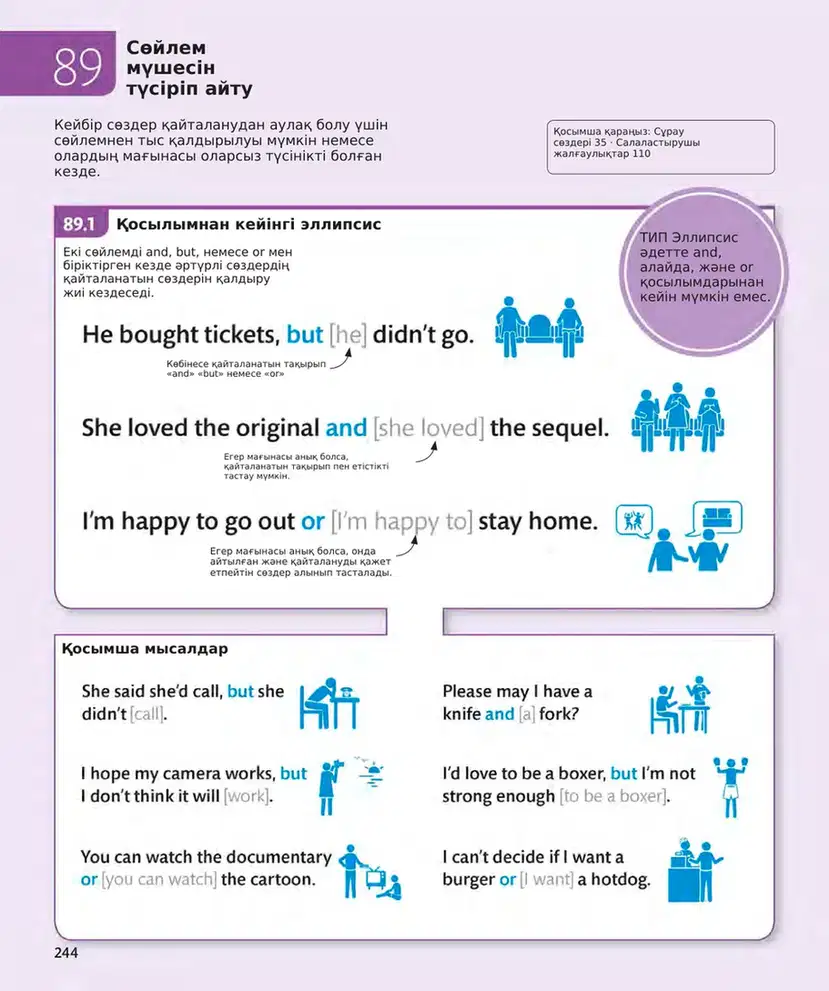 89
Сөйлем
мүшесін
түсіріп айту
Кейбір сөздер қайталанудан аулақ болу үшін
сөйлемнен тыс қалдырылуы мүмкін немесе
олардың мағынасы оларсыз түсінікті болған
кезде.
Қосымша қараңыз: Сұрау
сөздері 35 · Салаластырушы
жалғаулықтар 110
89.1 Қосылымнан кейінгі эллипсис
Екі сөйлемді and, but, немесе or мен
біріктірген кезде әртүрлі сөздердің
қайталанатын сөздерін қалдыру
жиі кездеседі.
ТИП Эллипсис
әдетте and,
алайда, және or
қосылымдарынан
кейін мүмкін емес.
He bought tickets, but [he] didn't go.
Көбінесе қайталанатын тақырып
«and» «but» немесе «or»
She loved the original and [she loved] the sequel.
Егер мағынасы анық болса,
қайталанатын тақырып пен етістікті
тастау мүмкін.
I'm happy to go out or [I'm happy to] stay home.
Егер мағынасы анық болса, онда
айтылған және қайталануды қажет
етпейтін сөздер алынып тасталады.
Қосымша мысалдар
She said she'd call, but she
didn't [call].
Please may I have a
knife and [a] fork?
I hope my camera works, but
I don't think it will [work].
I'd love to be a boxer, but I'm not
strong enough [to be a boxer].
You can watch the documentary
or [you can watch] the cartoon.
I can't decide if I want a
burger or [I want] a hotdog.
244